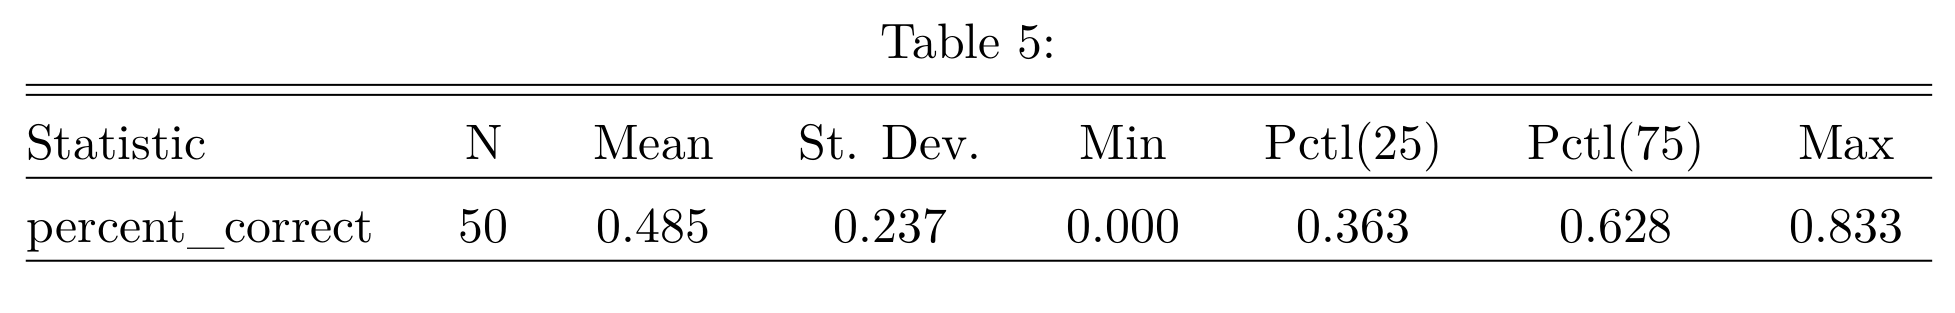 Table 5:
Statistic N Mean St. Dev. Min Pctl(25) Pctl(75) Max
percent_correct 50 0.485 0.237 0.000 0.363 0.628 0.833